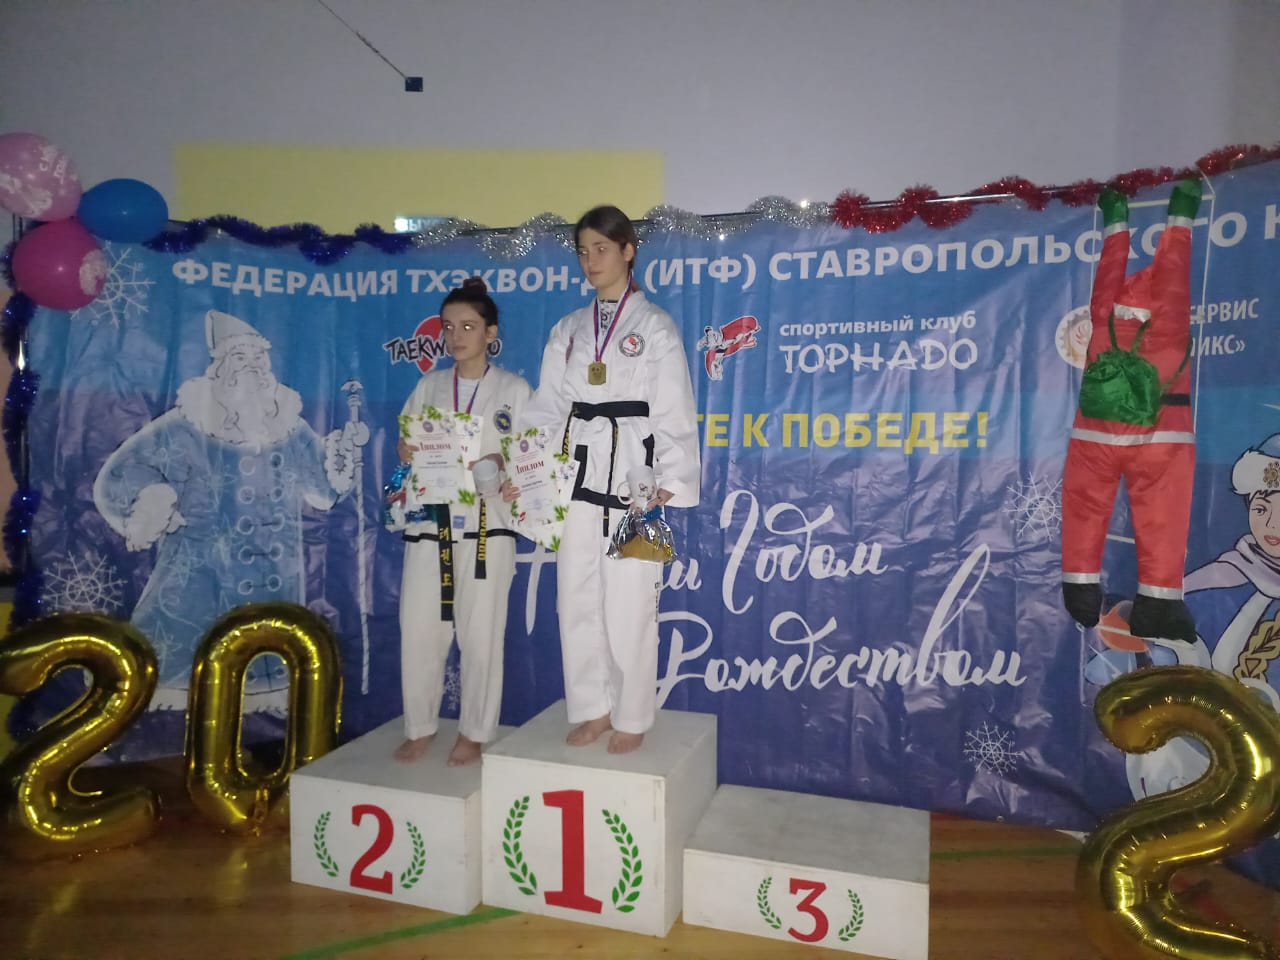 ФЕДЕРАЦИЯ ТХЭКВОН-Д (ИТФ) СТАВРОПОЛЬСКОГО К
TAEKW
спортивный клуб
ТОРНАДО
СЕРВИС
ИКС»
ТЕ К ПОБЕДЕ!
м Годом
Рождеством
Диплом
Диплом
20
2
2
1
3